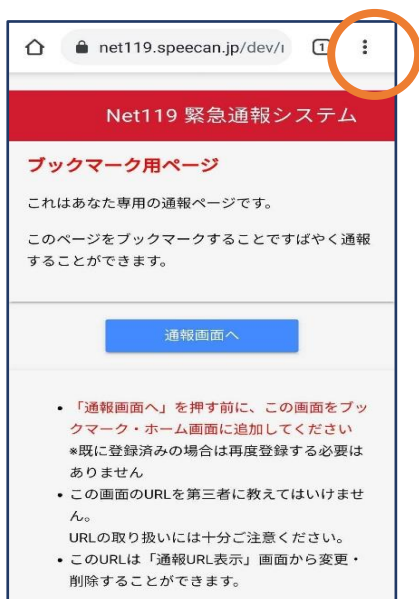 net119.speecan.jp/dev/
1
Net119 緊急通報システム
ブックマーク用ページ
これはあなた専用の通報ページです。
このページをブックマークすることですばやく通報
することができます。
通報画面へ
• 「通報画面へ」を押す前に、この画面をブッ
クマーク・ホーム画面に追加してください
*既に登録済みの場合は再度登録する必要は
ありません
• この画面のURLを第三者に教えてはいけませ
ん。
URLの取り扱いには十分ご注意ください。
• このURLは「通報URL表示」画面から変更・
削除することができます。